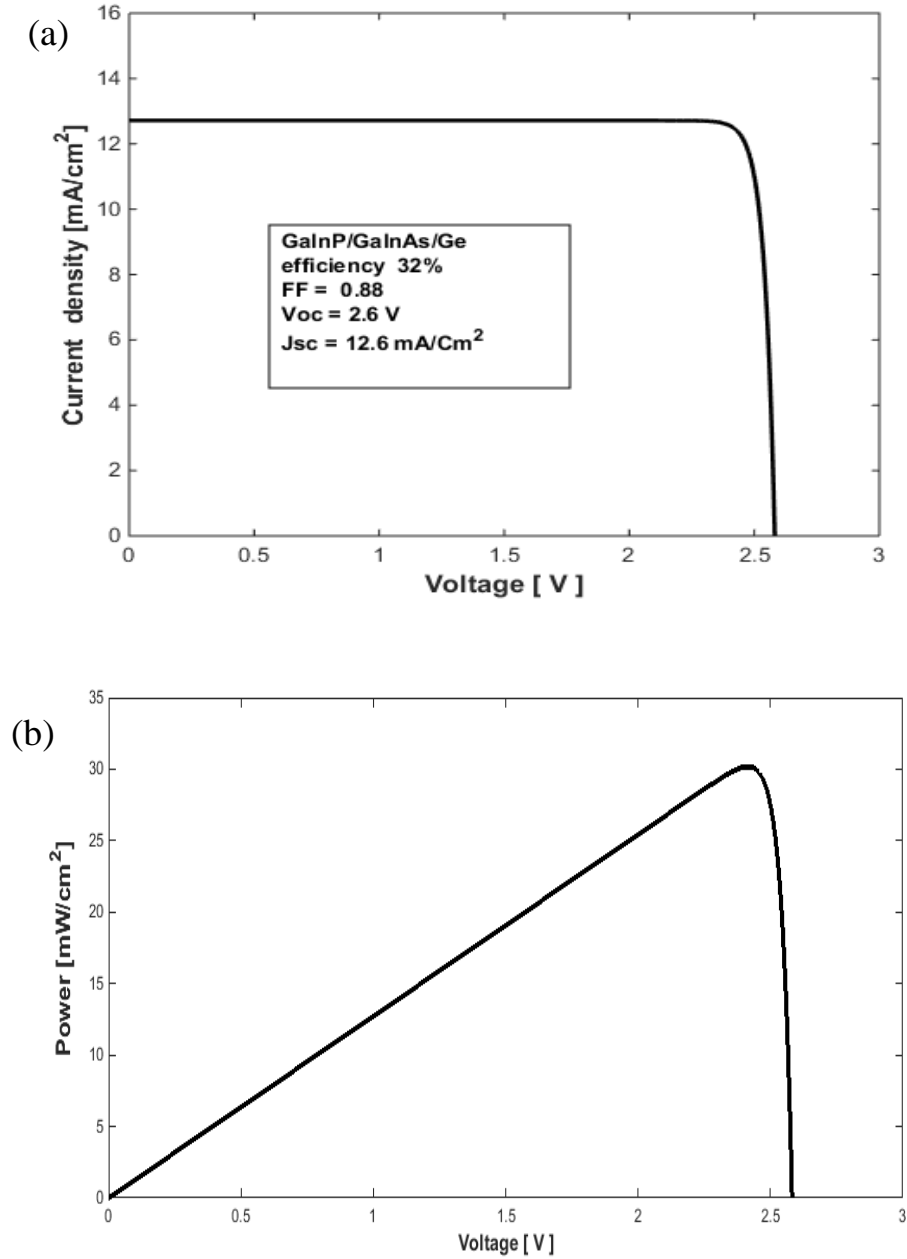 (a)
16
14
12
10
8
6
4
2
0
Current density [mA/cm²]
GaInP/GaInAs/Ge
efficiency 32%
FF = 0.88
Voc = 2.6 V
Jsc = 12.6 mA/Cm²
0 0.5 1 1.5 2 2.5 3
Voltage [ V ]
(b)
35
30
25
20
15
10
5
0
Power [mW/cm²]
0 0.5 1 1.5 2 2.5 3
Voltage [ V ]